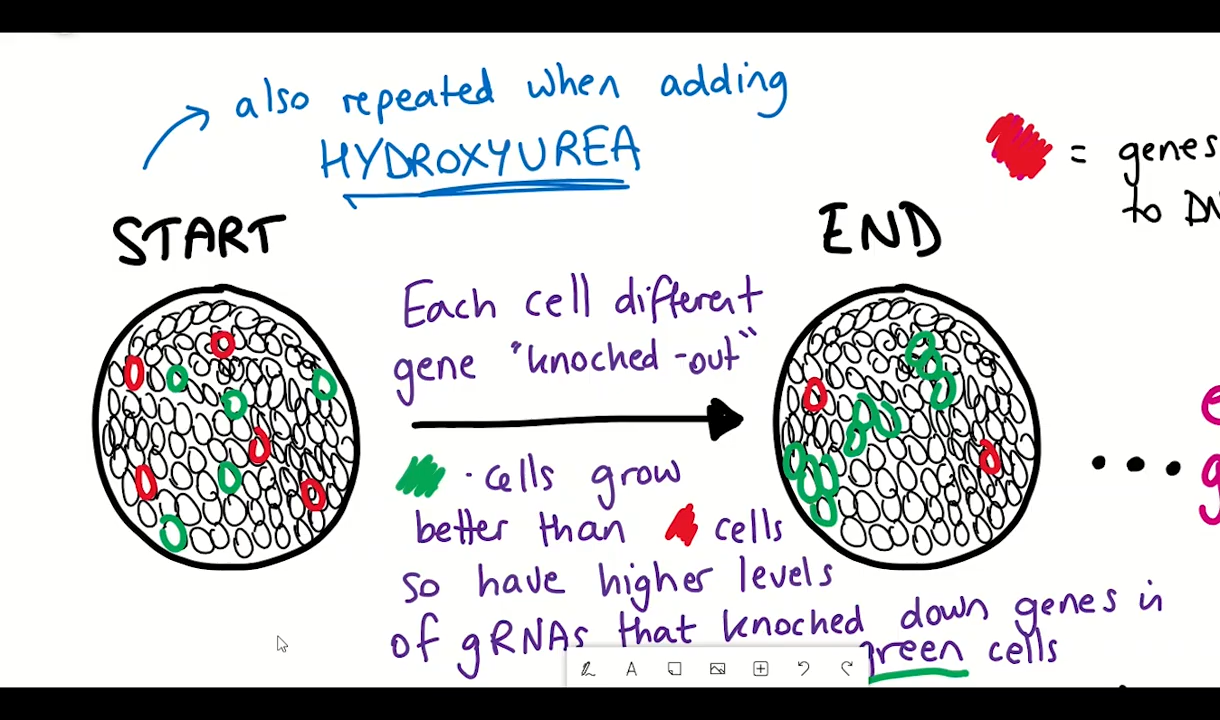 also repeated when adding
HYDROXYUREA
= genes
to
START
END
Each cell different
gene "knocked-out"
cells grow
better than cells
so have higher levels
of gRNAs that knocked down genes in
green cells
A